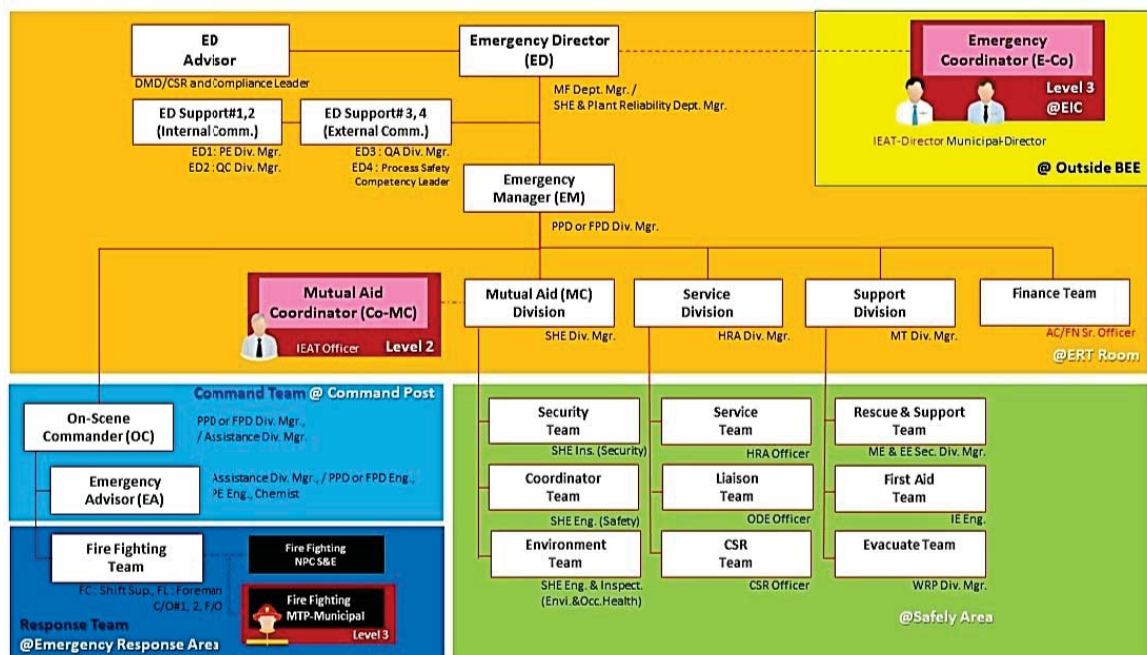 ED
Advisor
DMD/CSR and Compliance Leader
Emergency Director
(ED)
MF Dept. Mgr. /
SHE & Plant Reliability Dept. Mgr.
Emergency
Coordinator (E-Co)
Level 3
@EIC
IEAT-Director Municipal-Director
@ Outside BEE
ED Support#1,2
(Internal Comm.)
ED1: PE Div. Mgr.
ED2: QC Div. Mgr.
ED Support# 3, 4
(External Comm.)
ED3 : QA Div. Mgr.
ED4 : Process Safety
Competency Leader
Emergency
Manager (EM)
PPD or FPD Div. Mgr.
Mutual Aid
Coordinator (Co-MC)
IEAT Officer
Level 2
Mutual Aid (MC)
Division
SHE Div. Mgr.
Service
Division
HRA Div. Mgr.
Support
Division
MT Div. Mgr.
Finance Team
AC/FN Sr. Officer
@ERT Room
Command Team @ Command Post
On-Scene
Commander (OC)
PPD or FPD Div. Mgr.,
/ Assistance Div. Mgr.
Emergency
Advisor (EA)
Assistance Div. Mgr., / PPD or FPD Eng.,
PE Eng., Chemist
Fire Fighting
Team
FC : Shift Sup., FL : Foreman
C/O#1, 2, F/O
Fire Fighting
NPC S&E
Fire Fighting
MTP-Municipal
Level 3
Response Team
@Emergency Response Area
Security
Team
SHE Ins. (Security)
Coordinator
Team
SHE Eng. (Safety)
Environment
Team
SHE Eng. & Inspect.
(Envi.&Occ.Health)
Service
Team
HRA Officer
Liaison
Team
ODE Officer
CSR
Team
CSR Officer
Rescue & Support
Team
ME & EE Sec. Div. Mgr.
First Aid
Team
IE Eng.
Evacuate Team
WRP Div. Mgr.
@Safely Area